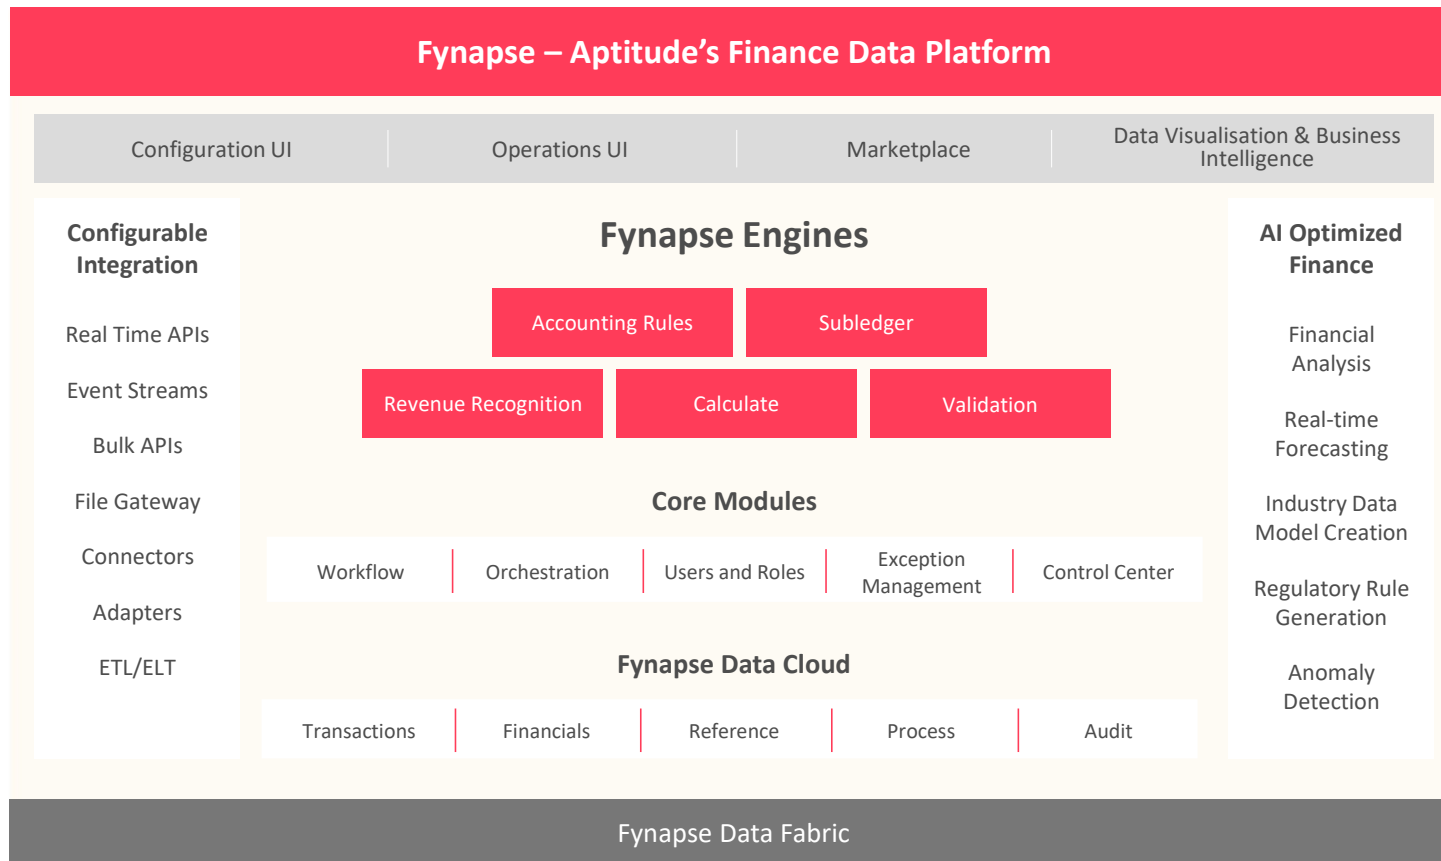 Fynapse – Aptitude’s Finance Data Platform
Configuration UI
Operations UI
Marketplace
Data Visualisation & Business
Intelligence
Configurable
Integration
Real Time APIs
Event Streams
Bulk APIs
File Gateway
Connectors
Adapters
ETL/ELT
Fynapse Engines
Accounting Rules
Subledger
Revenue Recognition
Calculate
Validation
Core Modules
Workflow
Orchestration
Users and Roles
Exception
Management
Control Center
Fynapse Data Cloud
Transactions
Financials
Reference
Process
Audit
AI Optimized
Finance
Financial
Analysis
Real-time
Forecasting
Industry Data
Model Creation
Regulatory Rule
Generation
Anomaly
Detection
Fynapse Data Fabric